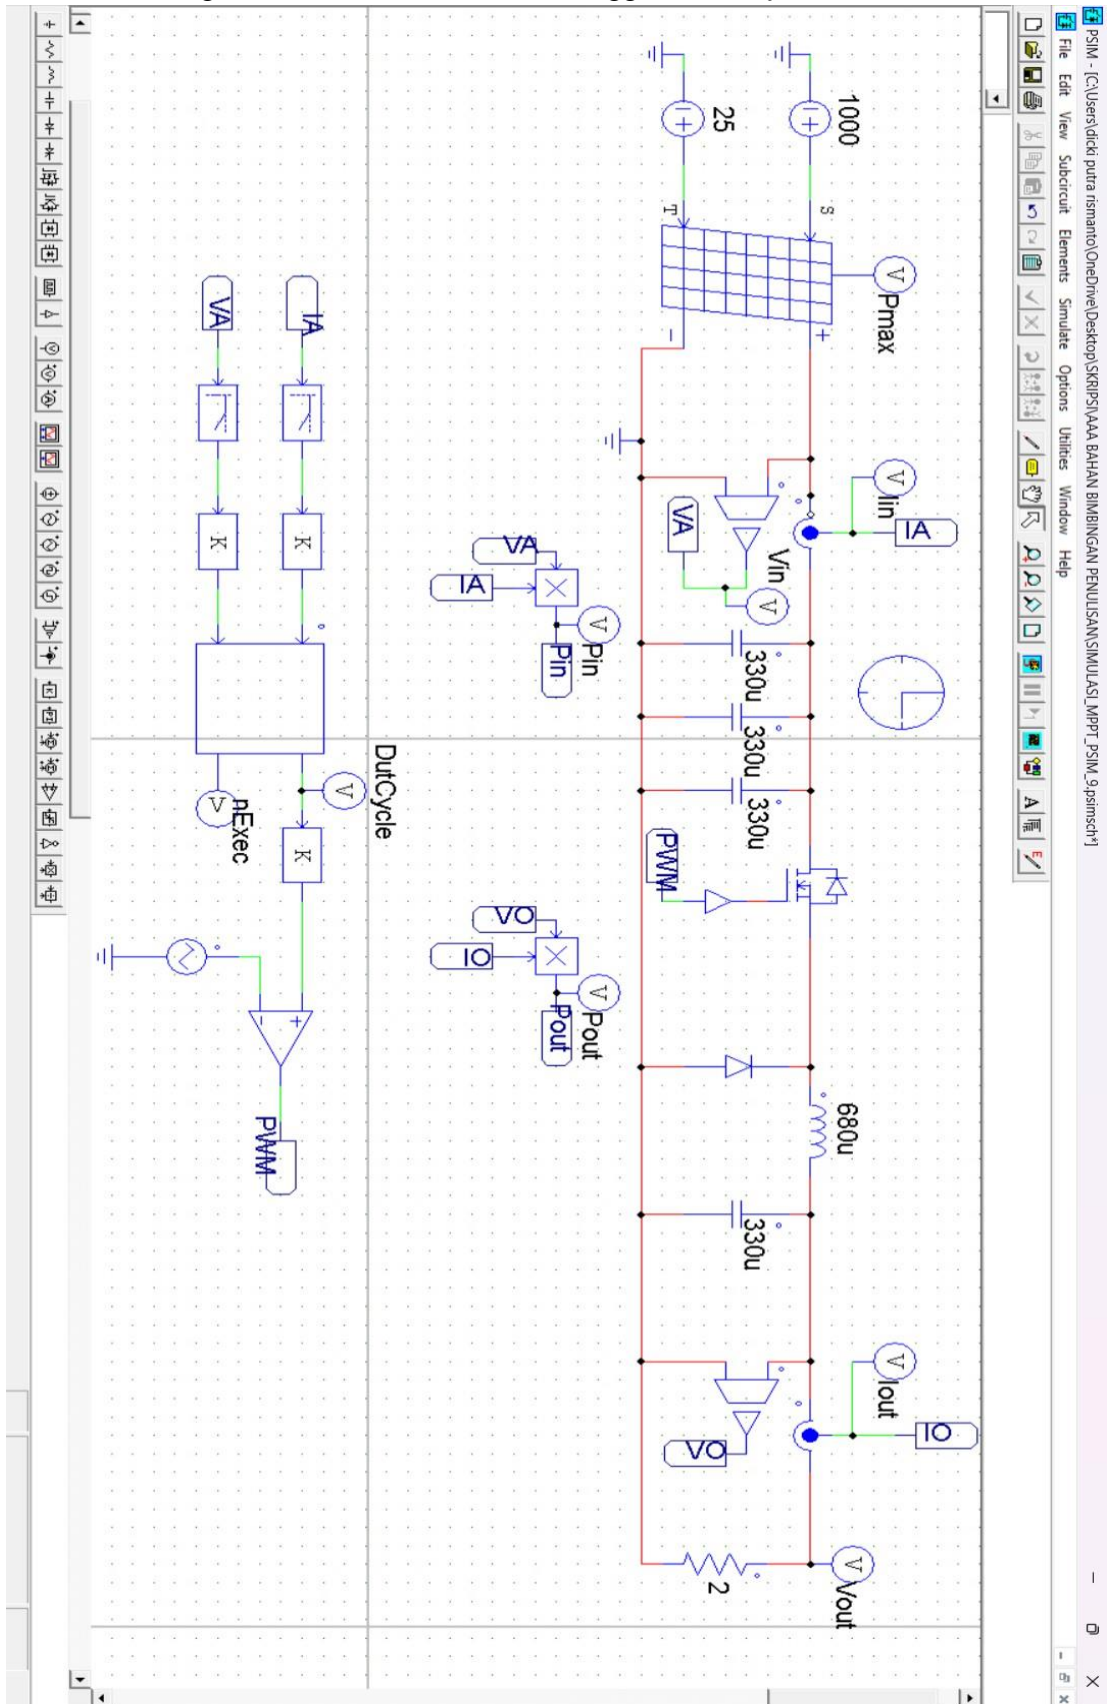 PSIM - [C:\Users\dicki putra rismanto\OneDrive\Desktop\SKRIPSI\AAA BAHAN BIMBINGAN PENULISAN\SIMULASI_MPPT_PSIM_9.psimsch*]
File Edit View Subcircuit Elements Simulate Options Utilities Window Help
1000
S
25
T
V
Pmax
+
-
V
Iin
IA
VA
Vin
V
330u
330u
330u
PWM
680u
330u
V
Iout
IO
VO
V
Vout
2
VA
IA
V
Pin
Pin
VO
IO
V
Pout
Pout
IA
VA
K
K
DutCycle
V
nExec
V
K
+
-
PWM